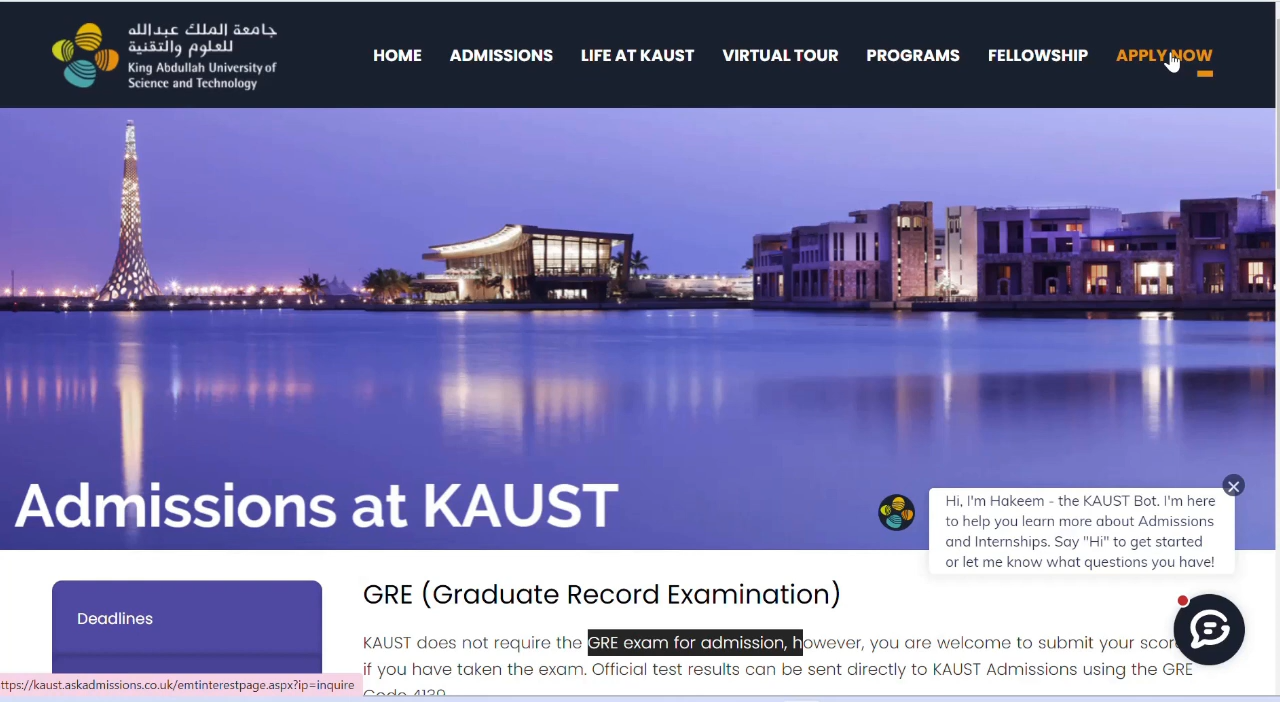 جامعة الملك عبدالله
للعلوم والتقنية
King Abdullah University of
Science and Technology
HOME ADMISSIONS LIFE AT KAUST VIRTUAL TOUR PROGRAMS FELLOWSHIP APPLY NOW
Admissions at KAUST
Hi, I'm Hakeem - the KAUST Bot. I'm here
to help you learn more about Admissions
and Internships. Say "Hi" to get started
or let me know what questions you have!
Deadlines
GRE (Graduate Record Examination)
KAUST does not require the GRE exam for admission, however, you are welcome to submit your
if you have taken the exam. Official test results can be sent directly to KAUST Admissions using the GRE
Code 4139
ttps://kaust.askadmissions.co.uk/emtinterestpage.aspx?ip=inquire